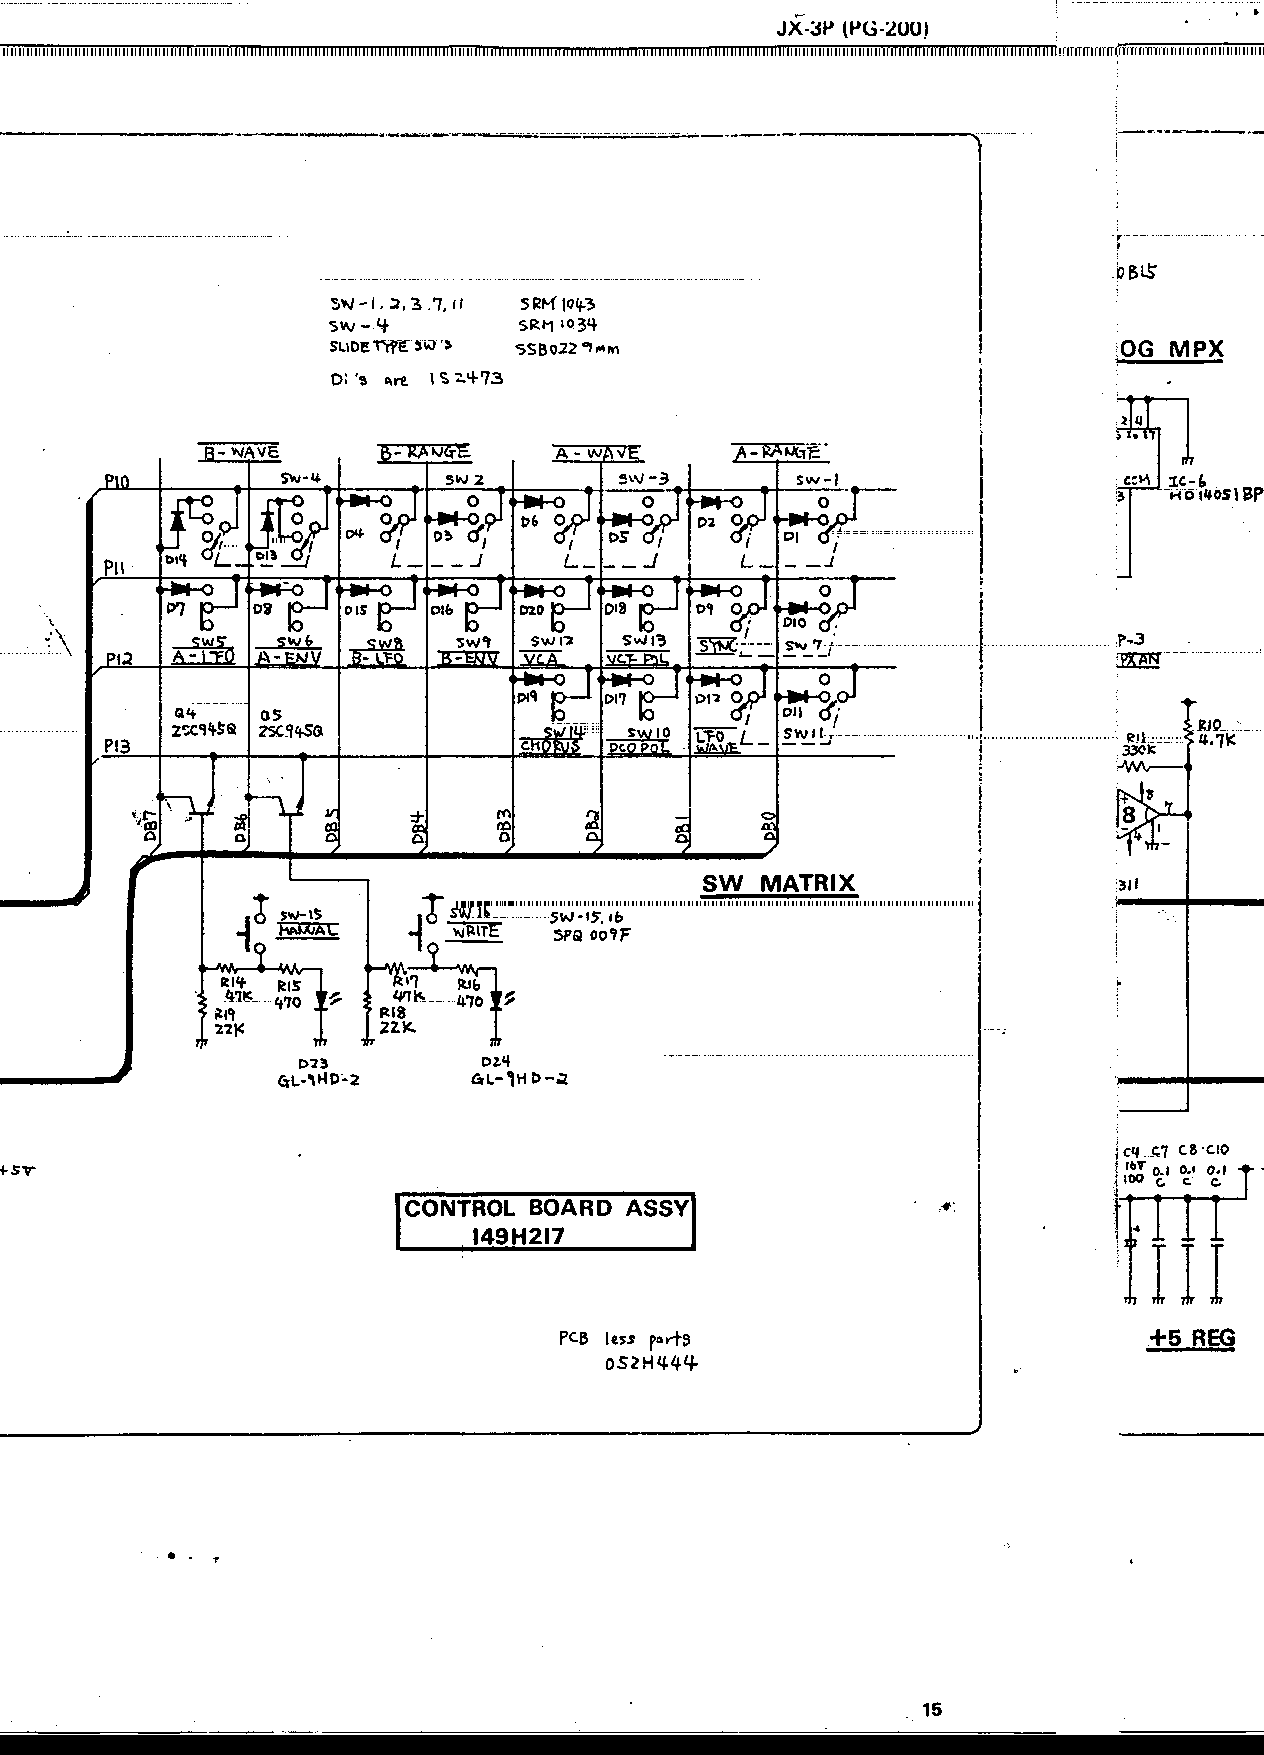 JX-3P (PG-200)
SW-1, 2, 3, 7, 11 SRM 1043
SW-4 SRM 1034
SLIDE TYPE SW'S SSB022 9mm
Di's are 1S2473
B-WAVE B-RANGE A-WAVE A-RANGE
P10 SW-4 SW 2 SW-3 SW-1
D14 D13 D4 D3 D6 D5 D2 D1
P11
D7 D8 D15 D16 D20 D18 D9 D10
SW5 SW6 SW8 SW9 SW12 SW13 SYNC SW 7
P12 A-LFO A-ENV B-LFO B-ENV VCA VCF POL
D19 D17 D12 D11
Q4 Q5
2SC945Q 2SC945Q
SW14 SW10 LFO SW11
P13 CHORUS DCO POL WAVE
DB7 DB6 DB5 DB4 DB3 DB2 DB1 DB0
SW MATRIX
SW-15 SW 16 SW-15, 16
MANUAL WRITE SPQ 009F
R14 R15 R17 R16
47K 470 47K 470
R19 R18
22K 22K
D23 D24
GL-9HD-2 GL-9HD-2
+5V
CONTROL BOARD ASSY
149H217
PCB less parts
052H444
15
OB15
OG MPX
2 4
CCM IC-6
3 HD14051BP
P-3
PXAN
R10
R11 4.7K
330K
+ 8 7
8 1
- 4
311
C4 C7 C8 C10
16V 0.1 0.1 0.1
100 C C C
+5 REG